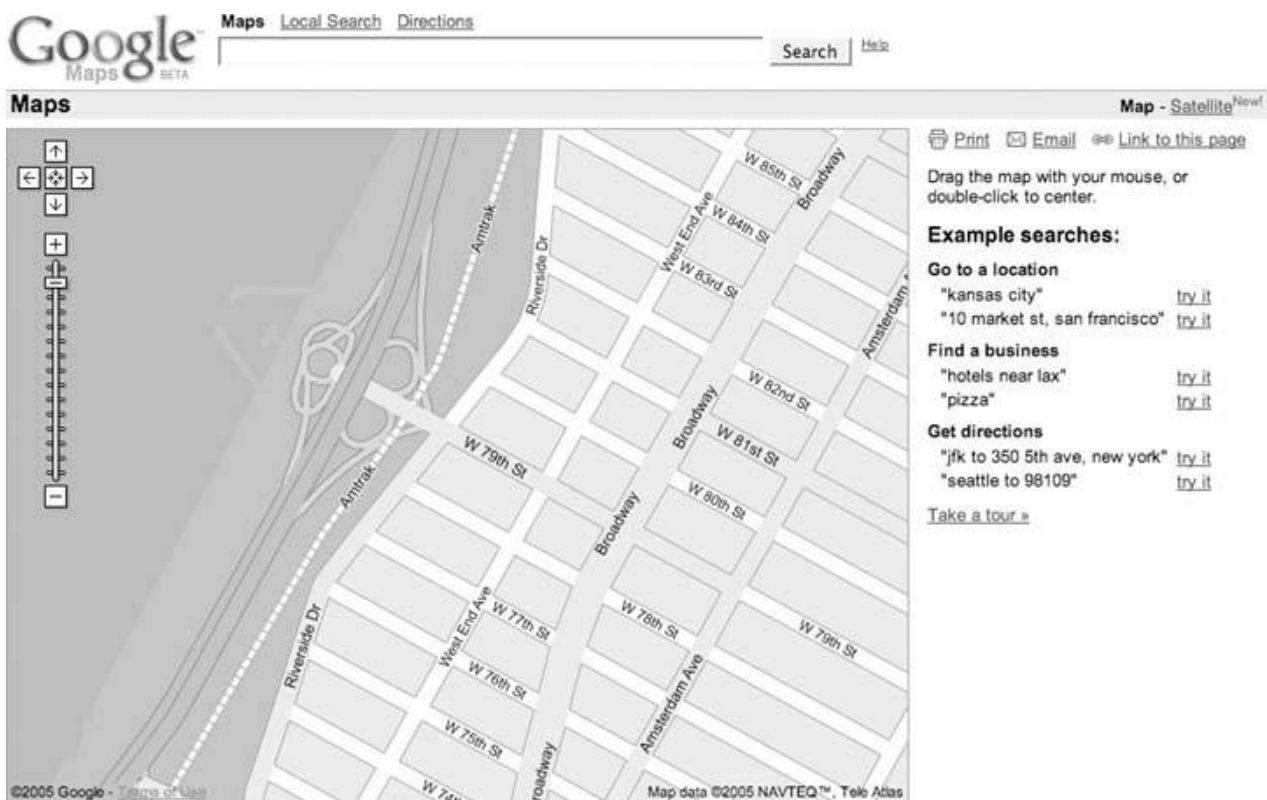 Google
Maps BETA
Maps Local Search Directions
Search Help
Maps
Map - Satellite New!
Print Email Link to this page
Drag the map with your mouse, or
double-click to center.
Example searches:
Go to a location
"kansas city" try it
"10 market st, san francisco" try it
Find a business
"hotels near lax" try it
"pizza" try it
Get directions
"jfk to 350 5th ave, new york" try it
"seattle to 98109" try it
Take a tour »
W 85th St
Broadway
W 84th St
West End Ave
Amtrak
W 83rd St
Riverside Dr
Amsterdam
W 82nd St
Broadway
W 81st St
W 79th St
Amtrak
W 80th St
Broadway
W 77th St
W 78th St
West End Ave
Riverside Dr
W 79th St
W 76th St
Amsterdam Ave
W 75th St
©2005 Google - Terms of Use
Map data ©2005 NAVTEQ™, Tele Atlas